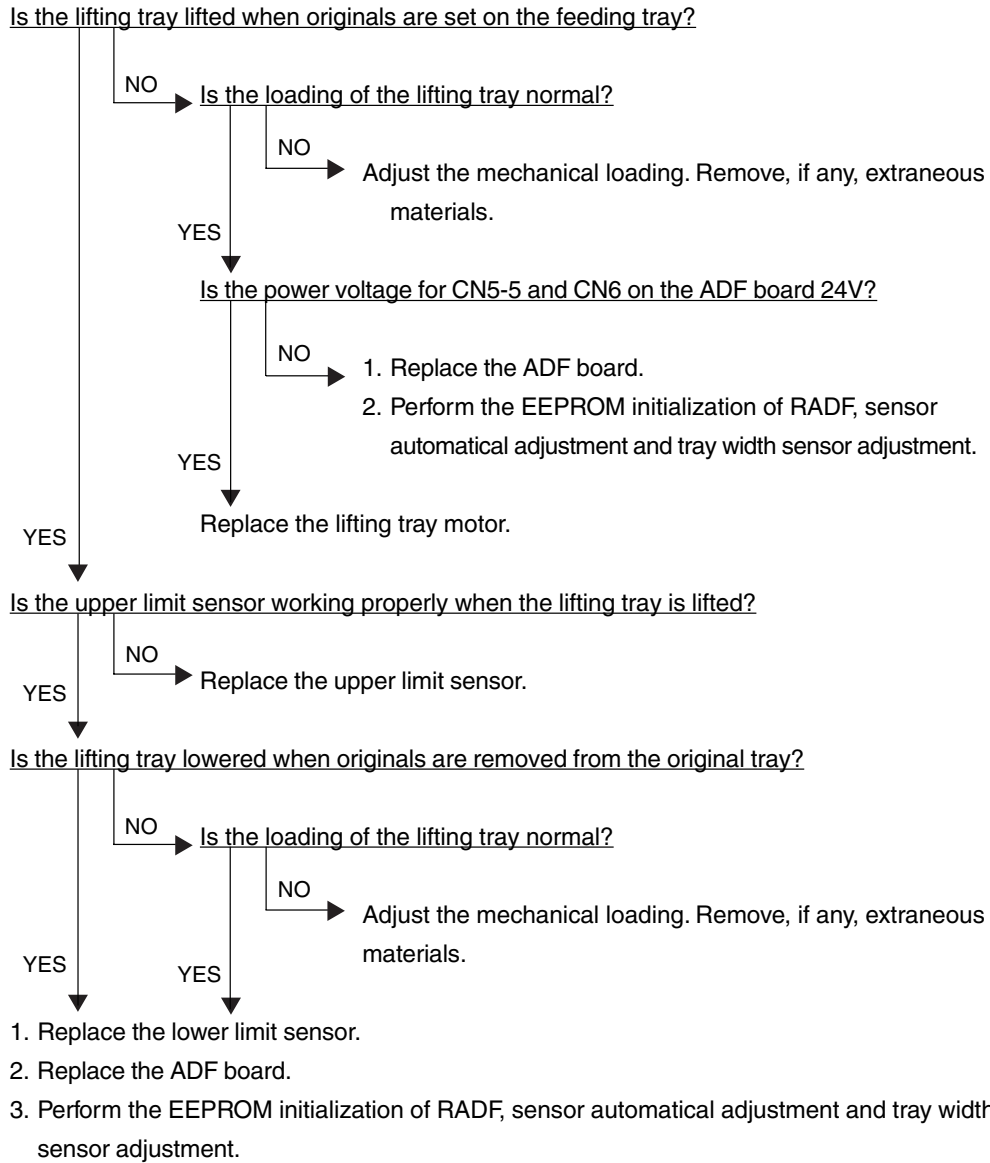 Is the lifting tray lifted when originals are set on the feeding tray?
NO
Is the loading of the lifting tray normal?
NO
Adjust the mechanical loading. Remove, if any, extraneous
materials.
YES
Is the power voltage for CN5-5 and CN6 on the ADF board 24V?
NO
1. Replace the ADF board.
2. Perform the EEPROM initialization of RADF, sensor
automatical adjustment and tray width sensor adjustment.
YES
Replace the lifting tray motor.
YES
Is the upper limit sensor working properly when the lifting tray is lifted?
NO
Replace the upper limit sensor.
YES
Is the lifting tray lowered when originals are removed from the original tray?
NO
Is the loading of the lifting tray normal?
NO
Adjust the mechanical loading. Remove, if any, extraneous
materials.
YES
YES
1. Replace the lower limit sensor.
2. Replace the ADF board.
3. Perform the EEPROM initialization of RADF, sensor automatical adjustment and tray width
sensor adjustment.